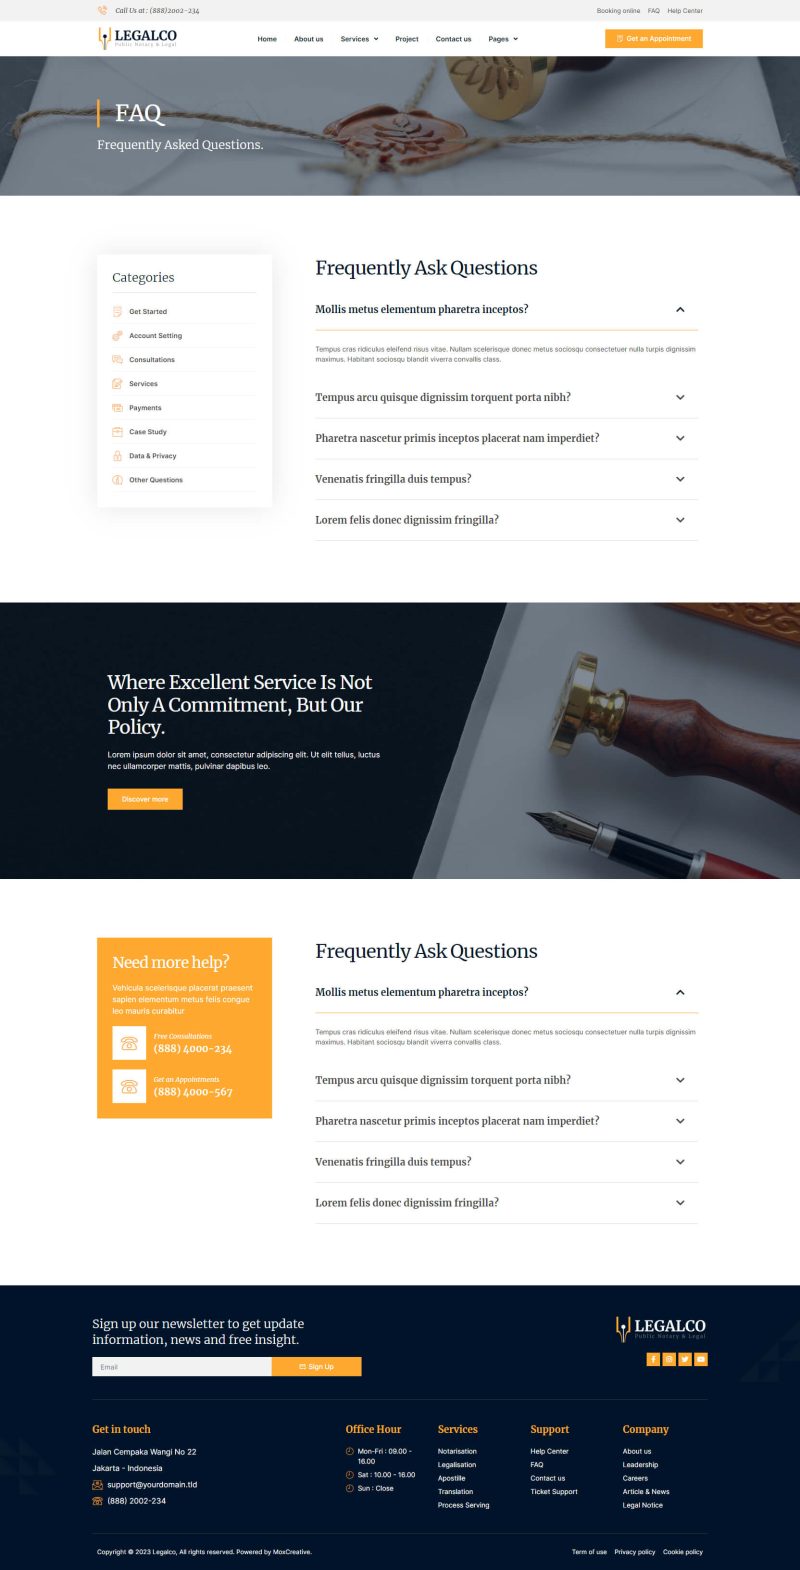 Call Us at : (888)2002-234
Booking online FAQ Help Center
LEGALCO
Public Notary & Legal
Home About us Services Project Contact us Pages
Get an Appointment
FAQ
Frequently Asked Questions.
Categories
Get Started
Account Setting
Consultations
Services
Payments
Case Study
Data & Privacy
Other Questions
Frequently Ask Questions
Mollis metus elementum pharetra inceptos?
Tempus cras ridiculus eleifend risus vitae. Nullam scelerisque donec metus sociosqu consectetuer nulla turpis dignissim
maximus. Habitant sociosqu blandit viverra convallis class.
Tempus arcu quisque dignissim torquent porta nibh?
Pharetra nascetur primis inceptos placerat nam imperdiet?
Venenatis fringilla duis tempus?
Lorem felis donec dignissim fringilla?
Where Excellent Service Is Not
Only A Commitment, But Our
Policy.
Lorem ipsum dolor sit amet, consectetur adipiscing elit. Ut elit tellus, luctus
nec ullamcorper mattis, pulvinar dapibus leo.
Discover more
Need more help?
Vehicula scelerisque placerat praesent
sapien elementum metus felis congue
leo mauris curabitur
Free Consultations
(888) 4000-234
Get an Appointments
(888) 4000-567
Frequently Ask Questions
Mollis metus elementum pharetra inceptos?
Tempus cras ridiculus eleifend risus vitae. Nullam scelerisque donec metus sociosqu consectetuer nulla turpis dignissim
maximus. Habitant sociosqu blandit viverra convallis class.
Tempus arcu quisque dignissim torquent porta nibh?
Pharetra nascetur primis inceptos placerat nam imperdiet?
Venenatis fringilla duis tempus?
Lorem felis donec dignissim fringilla?
Sign up our newsletter to get update
information, news and free insight.
Email
Sign Up
LEGALCO
Public Notary & Legal
Get in touch
Jalan Cempaka Wangi No 22
Jakarta - Indonesia
support@yourdomain.tld
(888) 2002-234
Office Hour
Mon-Fri : 09.00 -
16.00
Sat : 10.00 - 16.00
Sun : Close
Services
Notarisation
Legalisation
Apostille
Translation
Process Serving
Support
Help Center
FAQ
Contact us
Ticket Support
Company
About us
Leadership
Careers
Article & News
Legal Notice
Copyright © 2023 Legalco, All rights reserved. Powered by MoxCreative.
Term of use Privacy policy Cookie policy